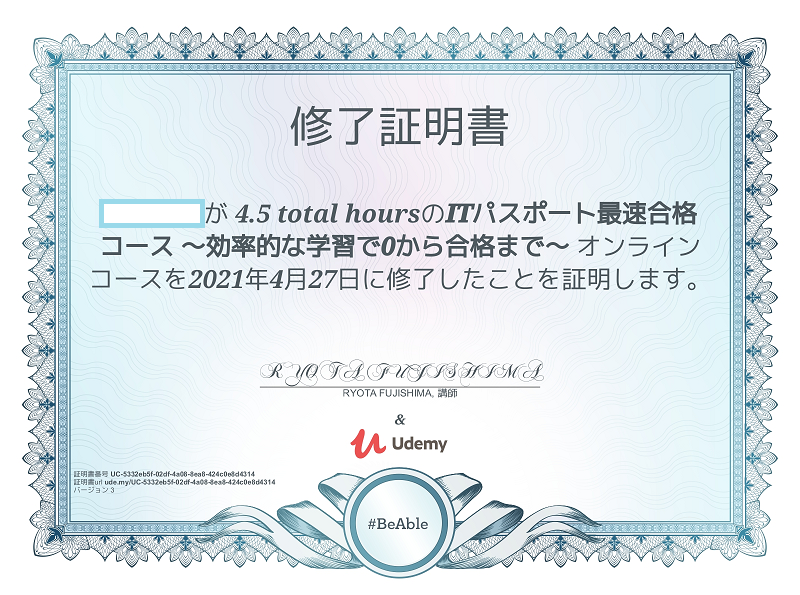 修了証明書
が 4.5 total hoursのITパスポート最速合格
コース ～効率的な学習で0から合格まで～ オンライン
コースを2021年4月27日に修了したことを証明します。
RYOTA FUJISHIMA
RYOTA FUJISHIMA, 講師
&
Udemy
証明書番号 UC-5332eb5f-02df-4a08-8ea8-424c0e8d4314
証明書url ude.my/UC-5332eb5f-02df-4a08-8ea8-424c0e8d4314
バージョン 3
#BeAble